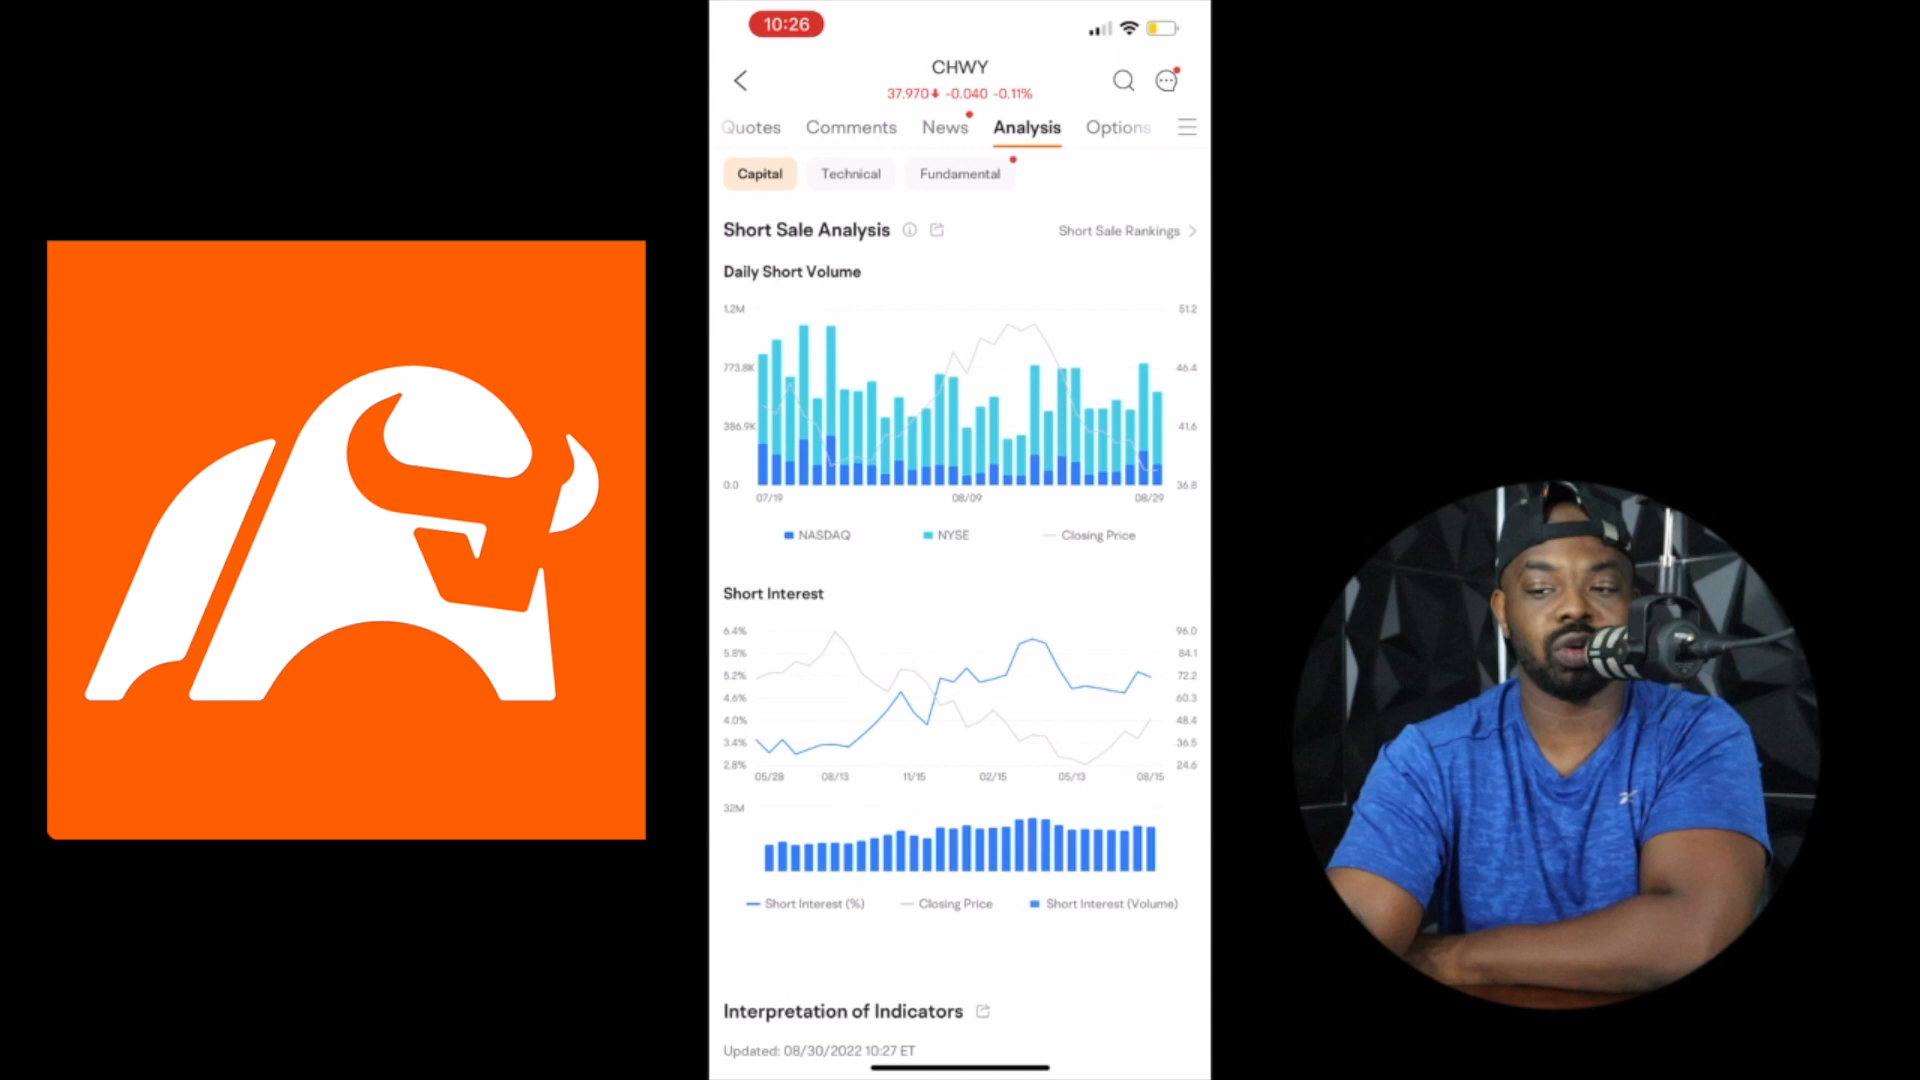 10:26
CHWY
37.970 -0.040 -0.11%
Quotes Comments News Analysis Options
Capital Technical Fundamental
Short Sale Analysis Short Sale Rankings
Daily Short Volume
1.2M 51.2
773.8K 46.4
386.9K 41.6
0.0 36.8
07/19 08/09 08/29
NASDAQ NYSE Closing Price
Short Interest
6.4% 96.0
5.8% 84.1
5.2% 72.2
4.6% 60.3
4.0% 48.4
3.4% 36.5
2.8% 24.6
05/28 08/13 11/15 02/15 05/13 08/15
32M
Short Interest (%) Closing Price Short Interest (Volume)
Interpretation of Indicators
Updated: 08/30/2022 10:27 ET